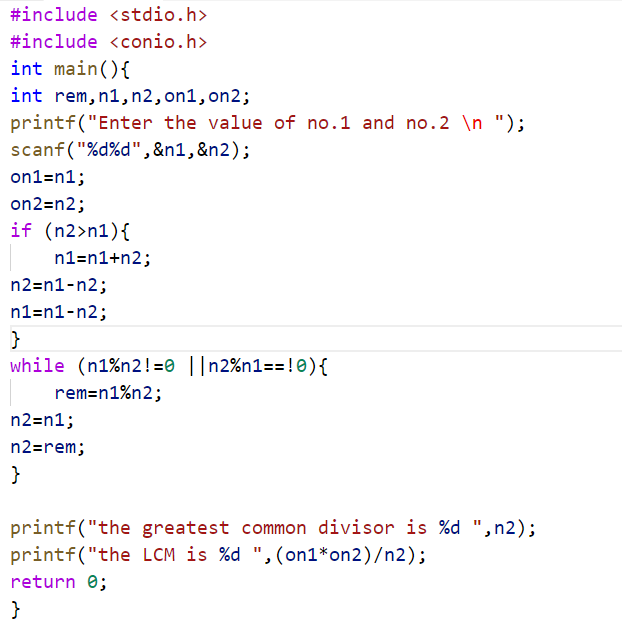 #include <stdio.h>
#include <conio.h>
int main(){
int rem,n1,n2,on1,on2;
printf("Enter the value of no.1 and no.2 \n ");
scanf("%d%d",&n1,&n2);
on1=n1;
on2=n2;
if (n2>n1){
    n1=n1+n2;
n2=n1-n2;
n1=n1-n2;
}
while (n1%n2!=0 ||n2%n1==!0){
    rem=n1%n2;
n2=n1;
n2=rem;
}
printf("the greatest common divisor is %d ",n2);
printf("the LCM is %d ",(on1*on2)/n2);
return 0;
}